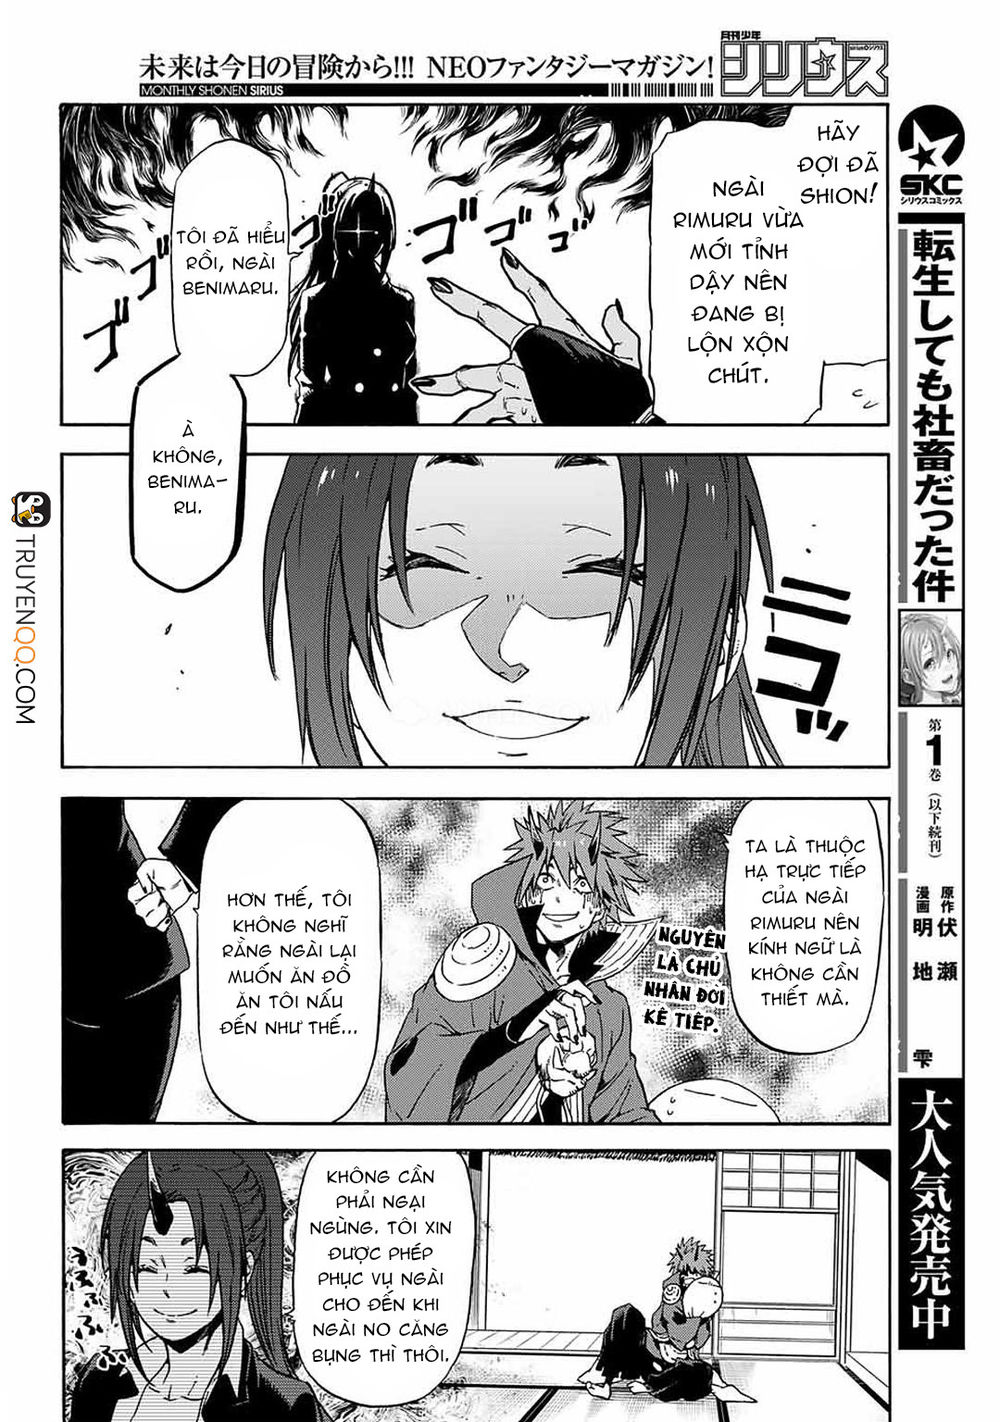 未来は今日の冒険から!!! NEOファンタジーマガジン!
MONTHLY SHONEN SIRIUS
月刊少年
シリウス
HÃY
ĐỢI ĐÃ
SHION!
NGÀI
RIMURU VỪA
MỚI TỈNH
DẬY NÊN
ĐANG BỊ
LỘN XỘN
CHÚT.
TÔI ĐÃ HIỂU
RỒI, NGÀI
BENIMARU.
ゴゴゴ
ゴゴゴ
À
KHÔNG,
BENIMA-
RU.
ニコッ
TA LÀ THUỘC
HẠ TRỰC TIẾP
CỦA NGÀI
RIMURU NÊN
KÍNH NGỮ LÀ
KHÔNG CẦN
THIẾT MÀ.
NGUYÊN
LÀ CHỦ
NHÂN ĐỜI
KẾ TIẾP.
HƠN THẾ, TÔI
KHÔNG NGHĨ
RẰNG NGÀI LẠI
MUỐN ĂN ĐỒ
ĂN TÔI NẤU
ĐẾN NHƯ THẾ...
KHÔNG CẦN
PHẢI NGẠI
NGÙNG. TÔI XIN
ĐƯỢC PHÉP
PHỤC VỤ NGÀI
CHO ĐẾN KHI
NGÀI NO CĂNG
BỤNG THÌ THÔI.
ふふふふ
ふふ
SKC
シリウスコミックス
転生しても社畜だった件
第1巻(以下続刊)
原作 伏瀬
漫画 明地 雫
大人気発売中
TRUYENQQ.COM